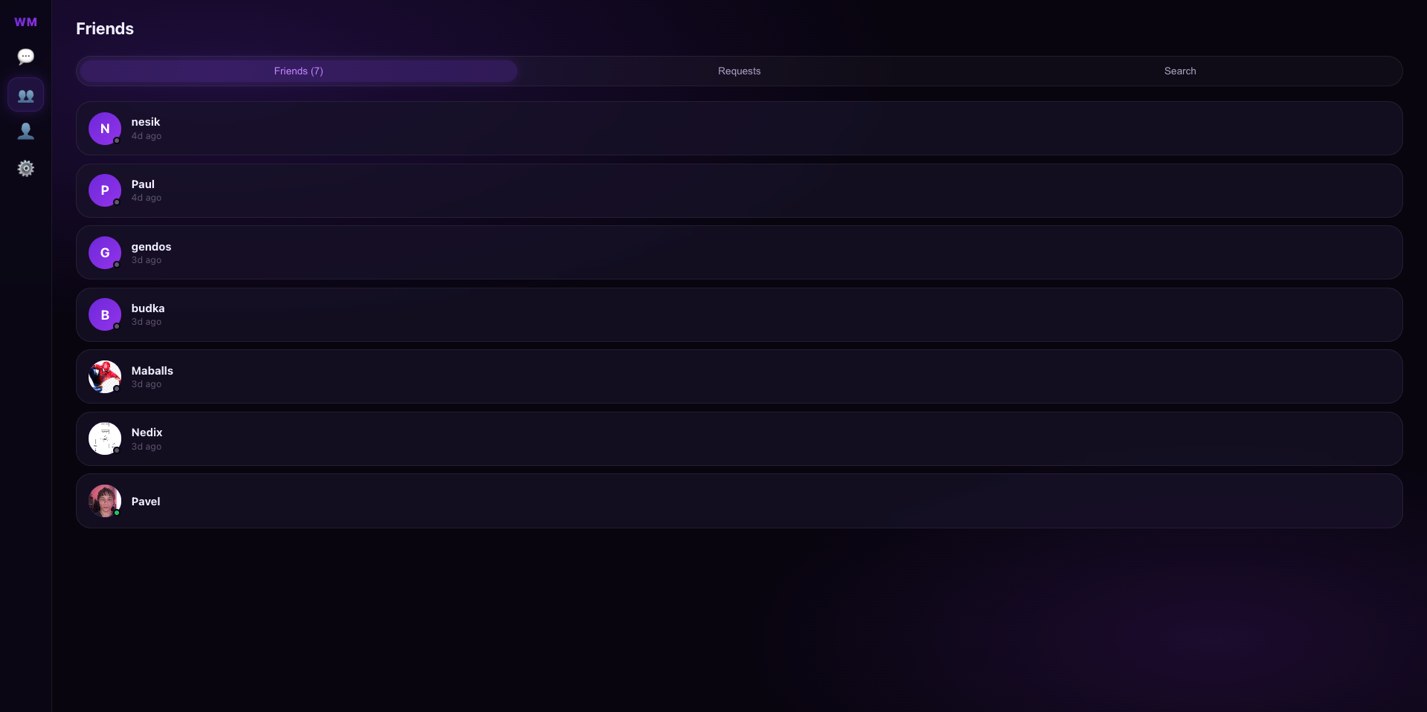 WM
Friends
Friends (7)
Requests
Search
N
nesik
4d ago
P
Paul
4d ago
G
gendos
3d ago
B
budka
3d ago
Maballs
3d ago
Nedix
3d ago
Pavel